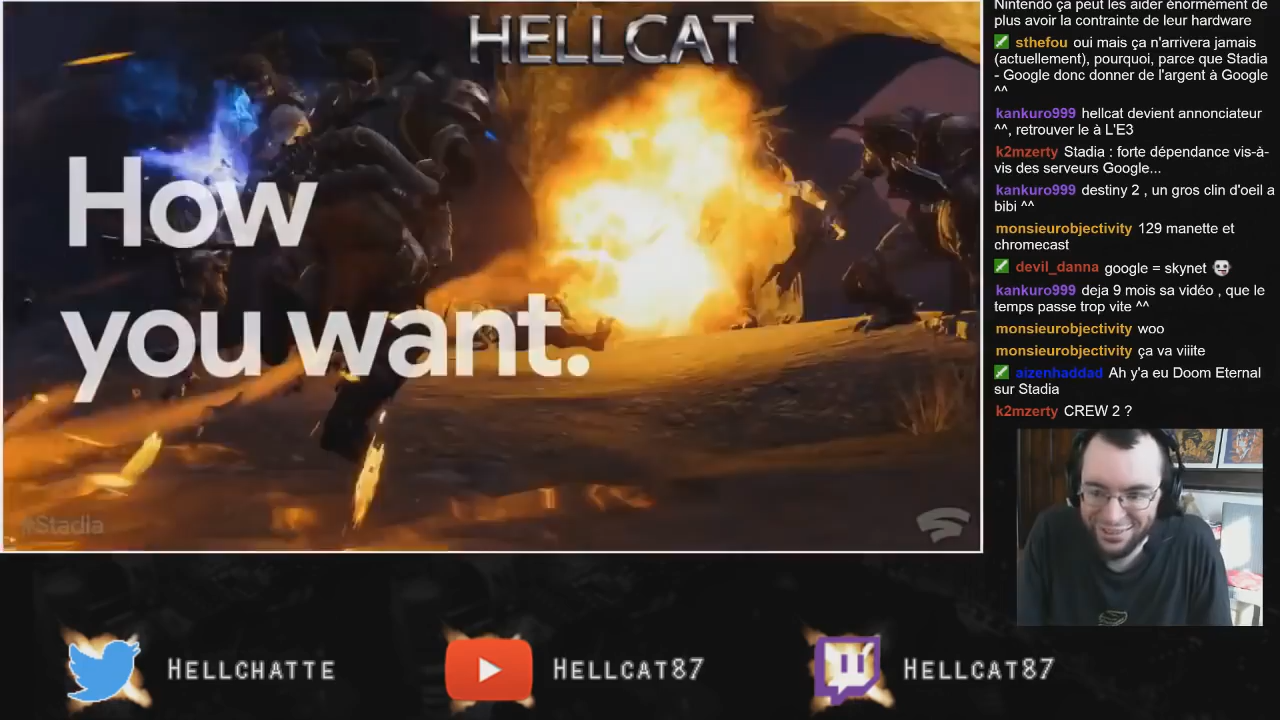 HELLCAT
How
you want.
#Stadia
Nintendo ça peut les aider énormément de
plus avoir la contrainte de leur hardware
sthefou oui mais ça n'arrivera jamais
(actuellement), pourquoi, parce que Stadia
- Google donc donner de l'argent à Google
^^
kankuro999 hellcat devient annonciateur
^^, retrouver le à L'E3
k2mzerty Stadia : forte dépendance vis-à-
vis des serveurs Google...
kankuro999 destiny 2 , un gros clin d'oeil a
bibi ^^
monsieurobjectivity 129 manette et
chromecast
devil_danna google = skynet
kankuro999 deja 9 mois sa vidéo , que le
temps passe trop vite ^^
monsieurobjectivity woo
monsieurobjectivity ça va viiite
aizenhaddad Ah y'a eu Doom Eternal
sur Stadia
k2mzerty CREW 2 ?
HELLCHATTE
HELLCAT87
HELLCAT87